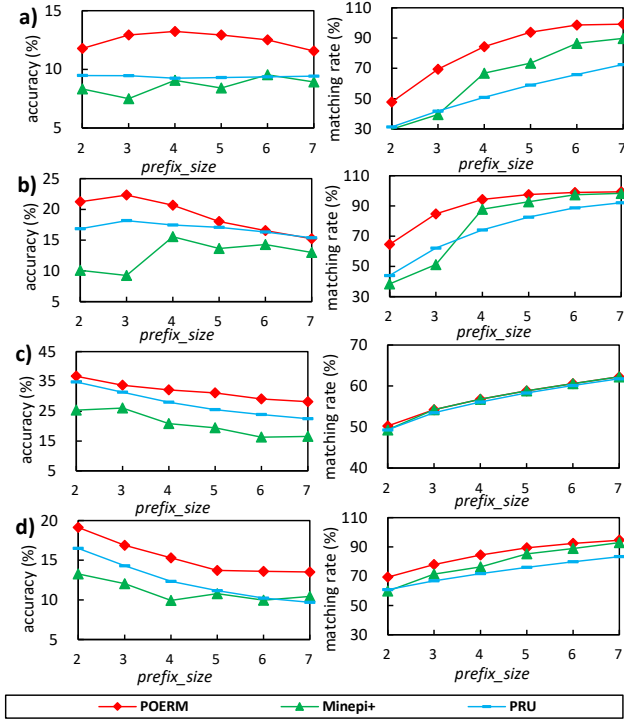 a)
accuracy (%)
15
10
5
2 3 4 5 6 7
prefix_size
matching rate (%)
110
90
70
50
30
2 3 4 5 6 7
prefix_size
b)
accuracy (%)
25
20
15
10
5
2 3 4 5 6 7
prefix_size
matching rate (%)
110
90
70
50
30
2 3 4 5 6 7
prefix_size
c)
accuracy (%)
45
35
25
15
5
2 3 4 5 6 7
prefix_size
matching rate (%)
70
60
50
40
2 3 4 5 6 7
prefix_size
d)
accuracy (%)
20
15
10
5
2 3 4 5 6 7
prefix_size
matching rate (%)
110
90
70
50
30
2 3 4 5 6 7
prefix_size
POERM Minepi+ PRU